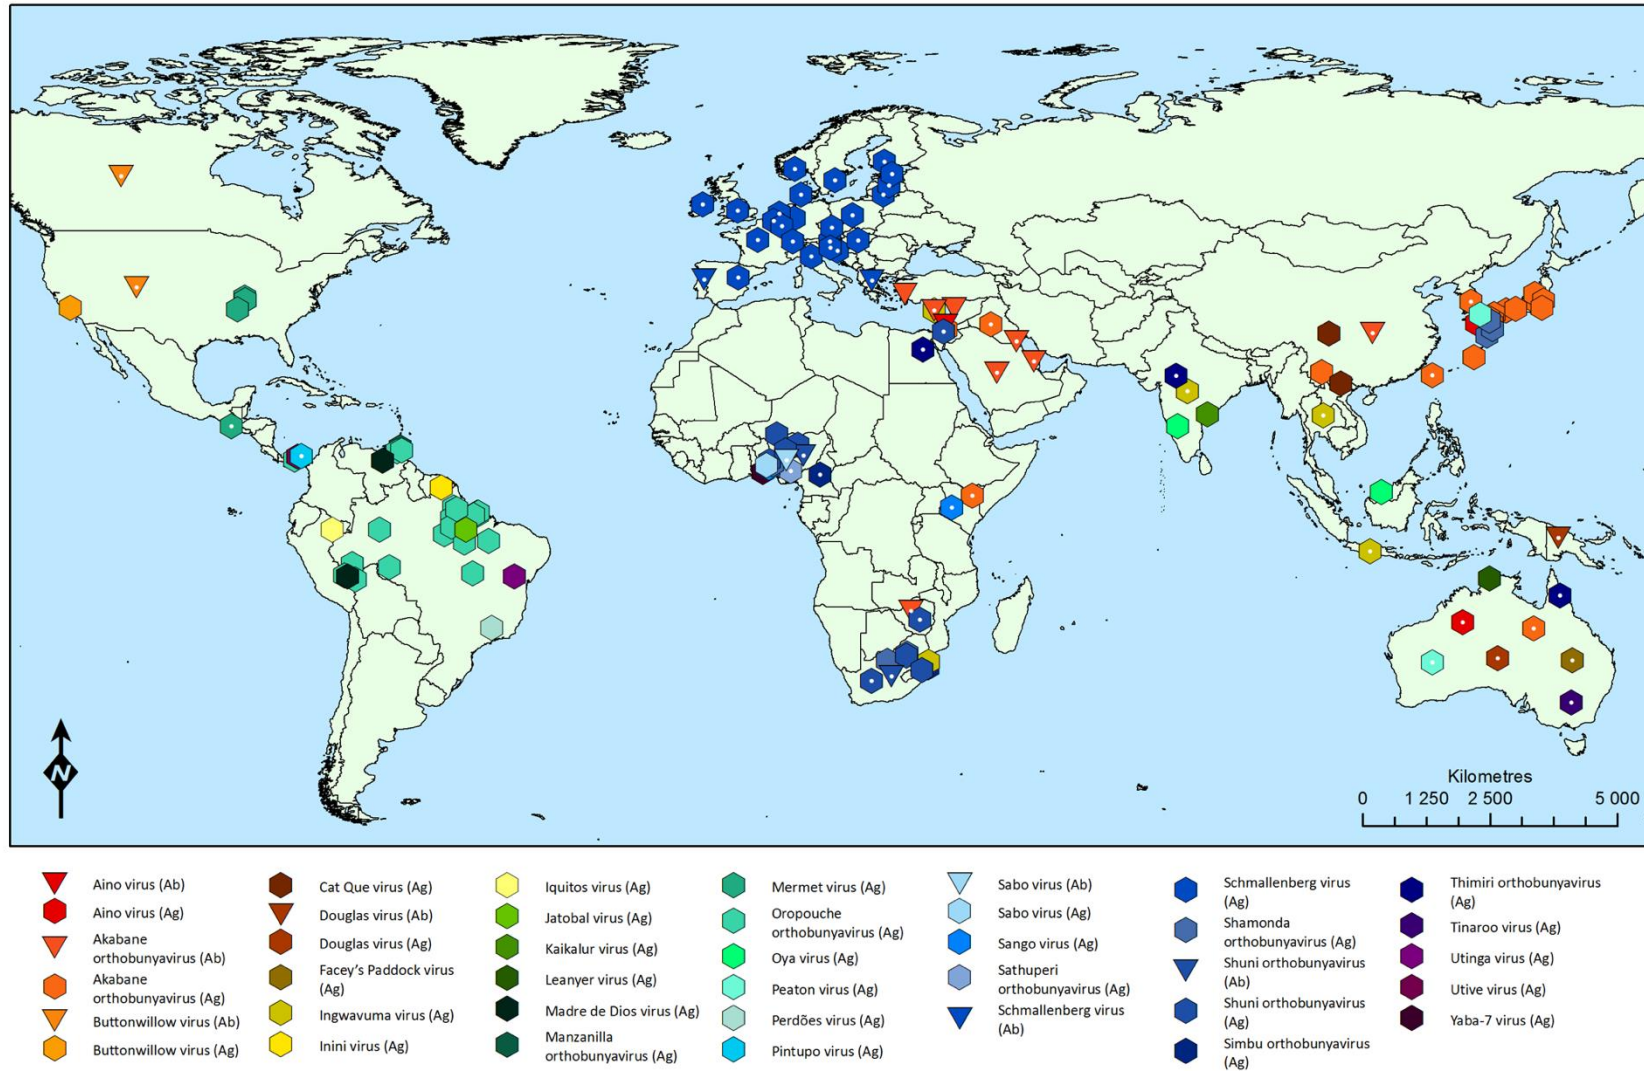 N
Kilometres
0 1 250 2 500 5 000
Aino virus (Ab)
Aino virus (Ag)
Akabane
orthobunyavirus (Ab)
Akabane
orthobunyavirus (Ag)
Buttonwillow virus (Ab)
Buttonwillow virus (Ag)
Cat Que virus (Ag)
Douglas virus (Ab)
Douglas virus (Ag)
Facey's Paddock virus
(Ag)
Ingwavuma virus (Ag)
Inini virus (Ag)
Iquitos virus (Ag)
Jatobal virus (Ag)
Kaikalur virus (Ag)
Leanyer virus (Ag)
Madre de Dios virus (Ag)
Manzanilla
orthobunyavirus (Ag)
Mermet virus (Ag)
Oropouche
orthobunyavirus (Ag)
Oya virus (Ag)
Peaton virus (Ag)
Perdões virus (Ag)
Pintupo virus (Ag)
Sabo virus (Ab)
Sabo virus (Ag)
Sango virus (Ag)
Sathuperi
orthobunyavirus (Ag)
Schmallenberg virus
(Ab)
Schmallenberg virus
(Ag)
Shamonda
orthobunyavirus (Ag)
Shuni orthobunyavirus
(Ab)
Shuni orthobunyavirus
(Ag)
Simbu orthobunyavirus
(Ag)
Thimiri orthobunyavirus
(Ag)
Tinaroo virus (Ag)
Utinga virus (Ag)
Utive virus (Ag)
Yaba-7 virus (Ag)